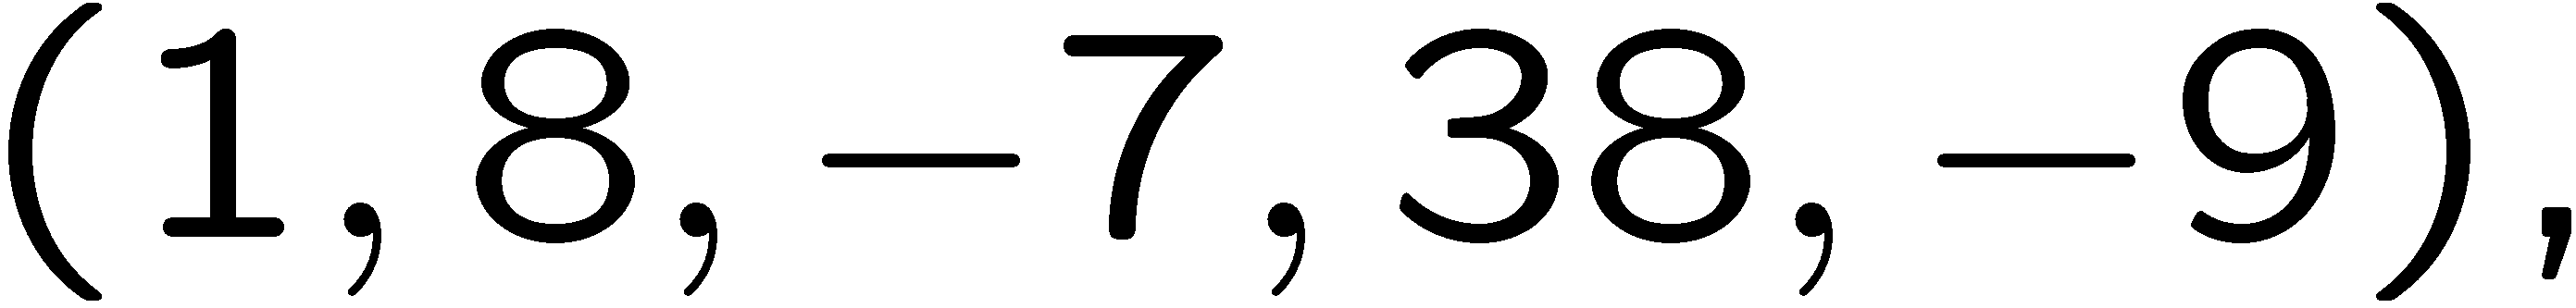 (1, 8, −7, 38, −9),